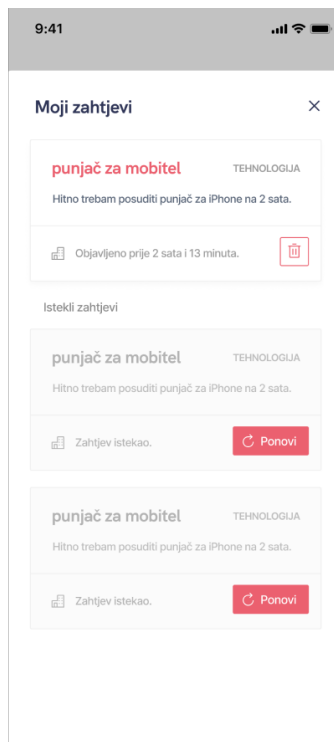 9:41
Moji zahtjevi
punjač za mobitel TEHNOLOGIJA
Hitno trebam posuditi punjač za iPhone na 2 sata.
Objavljeno prije 2 sata i 13 minuta.
Istekli zahtjevi
punjač za mobitel TEHNOLOGIJA
Hitno trebam posuditi punjač za iPhone na 2 sata.
Zahtjev istekao. Ponovi
punjač za mobitel TEHNOLOGIJA
Hitno trebam posuditi punjač za iPhone na 2 sata.
Zahtjev istekao. Ponovi